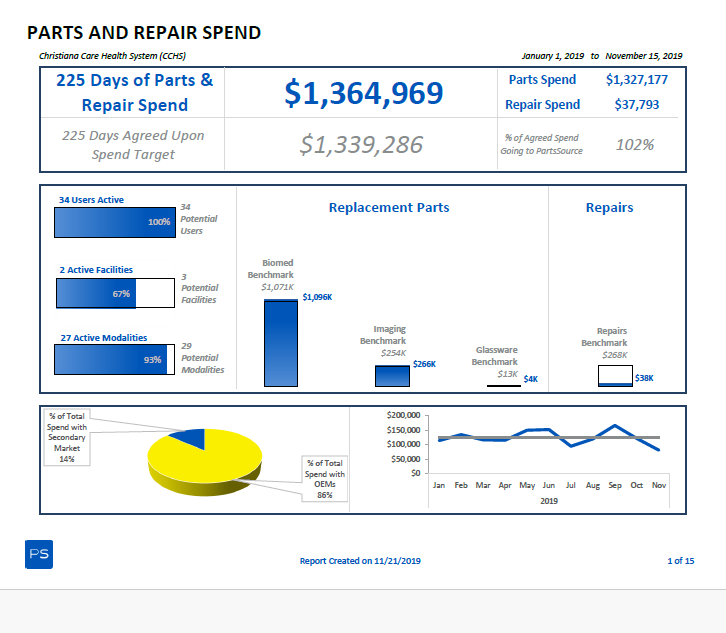 PARTS AND REPAIR SPEND
Christiana Care Health System (CCHS)
January 1, 2019 to November 15, 2019
225 Days of Parts &
Repair Spend
$1,364,969
Parts Spend $1,327,177
Repair Spend $37,793
225 Days Agreed Upon
Spend Target
$1,339,286
% of Agreed Spend
Going to PartsSource
102%
34 Users Active
100%
34
Potential
Users
2 Active Facilities
67%
3
Potential
Facilities
27 Active Modalities
93%
29
Potential
Modalities
Replacement Parts
Biomed
Benchmark
$1,071K
$1,096K
Imaging
Benchmark
$254K
$266K
Glassware
Benchmark
$13K
$4K
Repairs
Repairs
Benchmark
$268K
$38K
% of Total
Spend with
Secondary
Market
14%
% of Total
Spend with
OEMs
86%
$200,000
$150,000
$100,000
$50,000
$0
Jan Feb Mar Apr May Jun Jul Aug Sep Oct Nov
2019
PS
Report Created on 11/21/2019
1 of 15